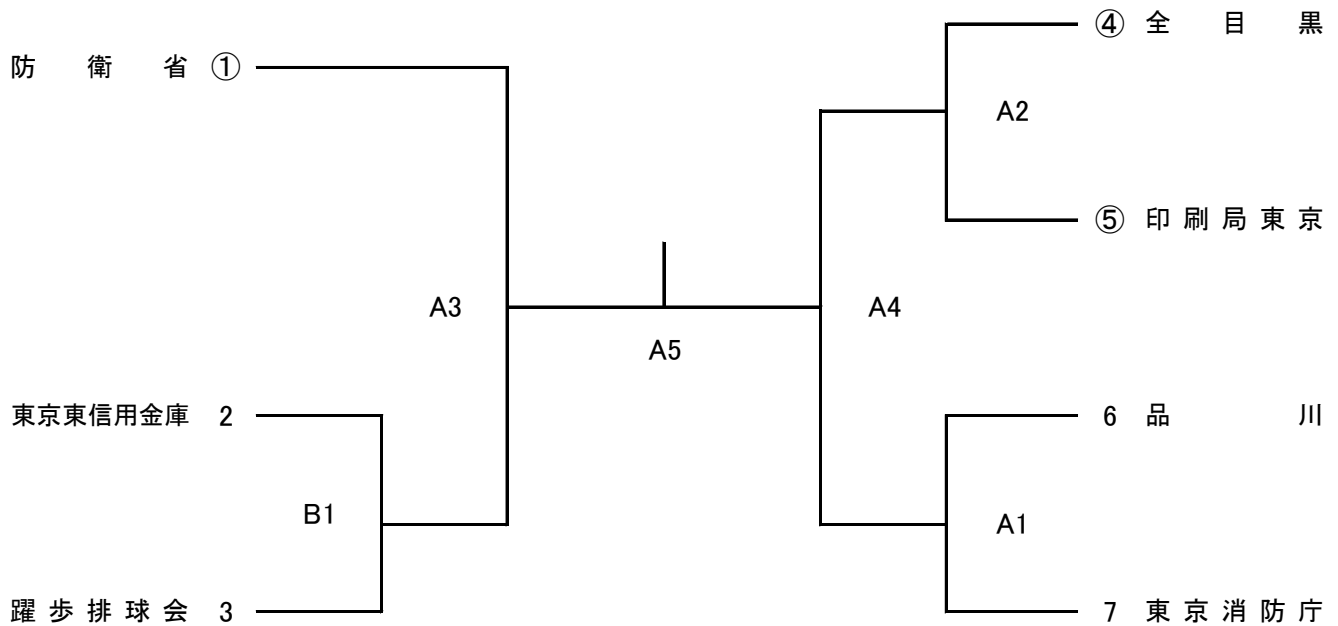 防衛省 ①
A3
東京東信用金庫 2
B1
躍歩排球会 3
A5
④ 全目黒
A2
⑤ 印刷局東京
A4
6 品川
A1
7 東京消防庁